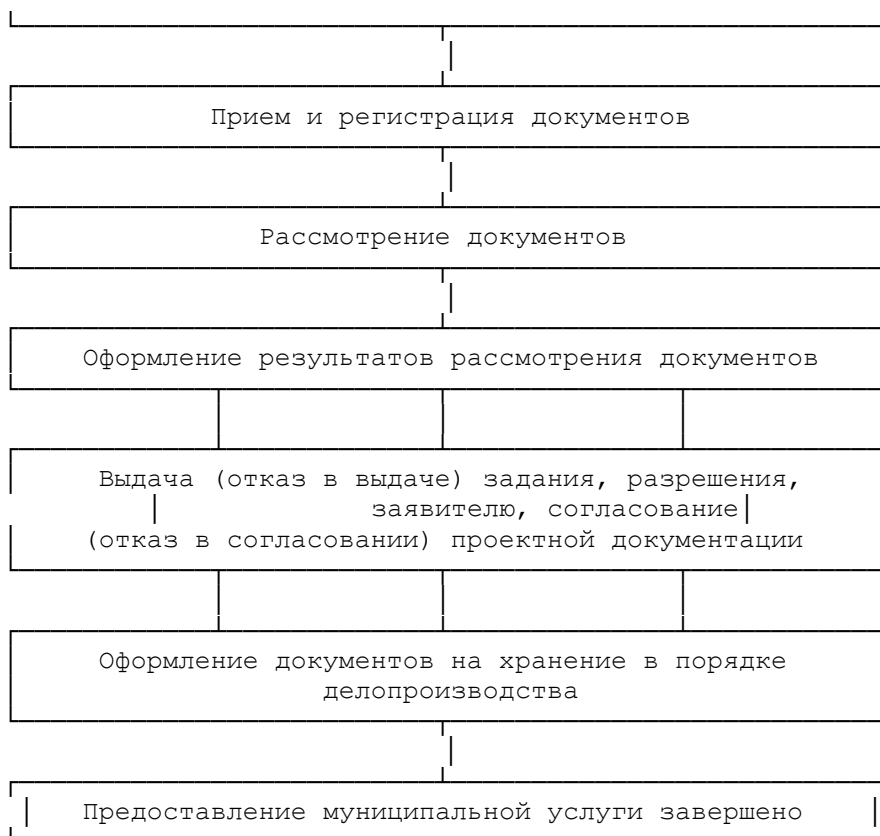 Прием и регистрация документов
Рассмотрение документов
Оформление результатов рассмотрения документов
Выдача (отказ в выдаче) задания, разрешения,
заявителю, согласование
(отказ в согласовании) проектной документации
Оформление документов на хранение в порядке
делопроизводства
Предоставление муниципальной услуги завершено